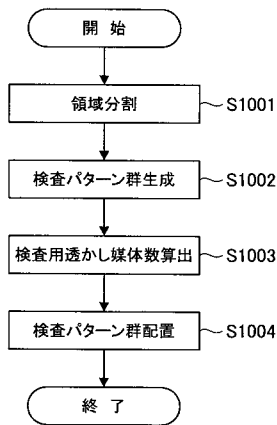 開 始
領域分割 S1001
検査パターン群生成 S1002
検査用透かし媒体数算出 S1003
検査パターン群配置 S1004
終 了